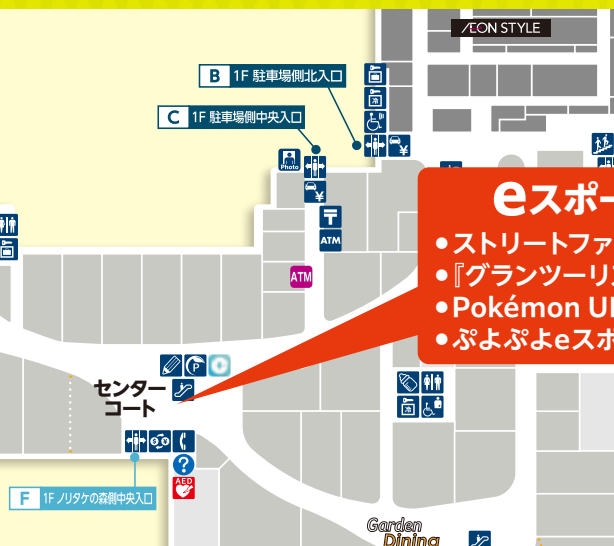 ÆON STYLE
B 1F 駐車場側北入口
C 1F 駐車場側中央入口
Photo
¥
¥
〒
ATM
ATM
eスポー
●ストリートファ
●『グランツーリス
●Pokémon UN
●ぷよぷよeスポ
P
センター
コート
?
AED
F 1F ノリタケの森側中央入口
Garden
Dining